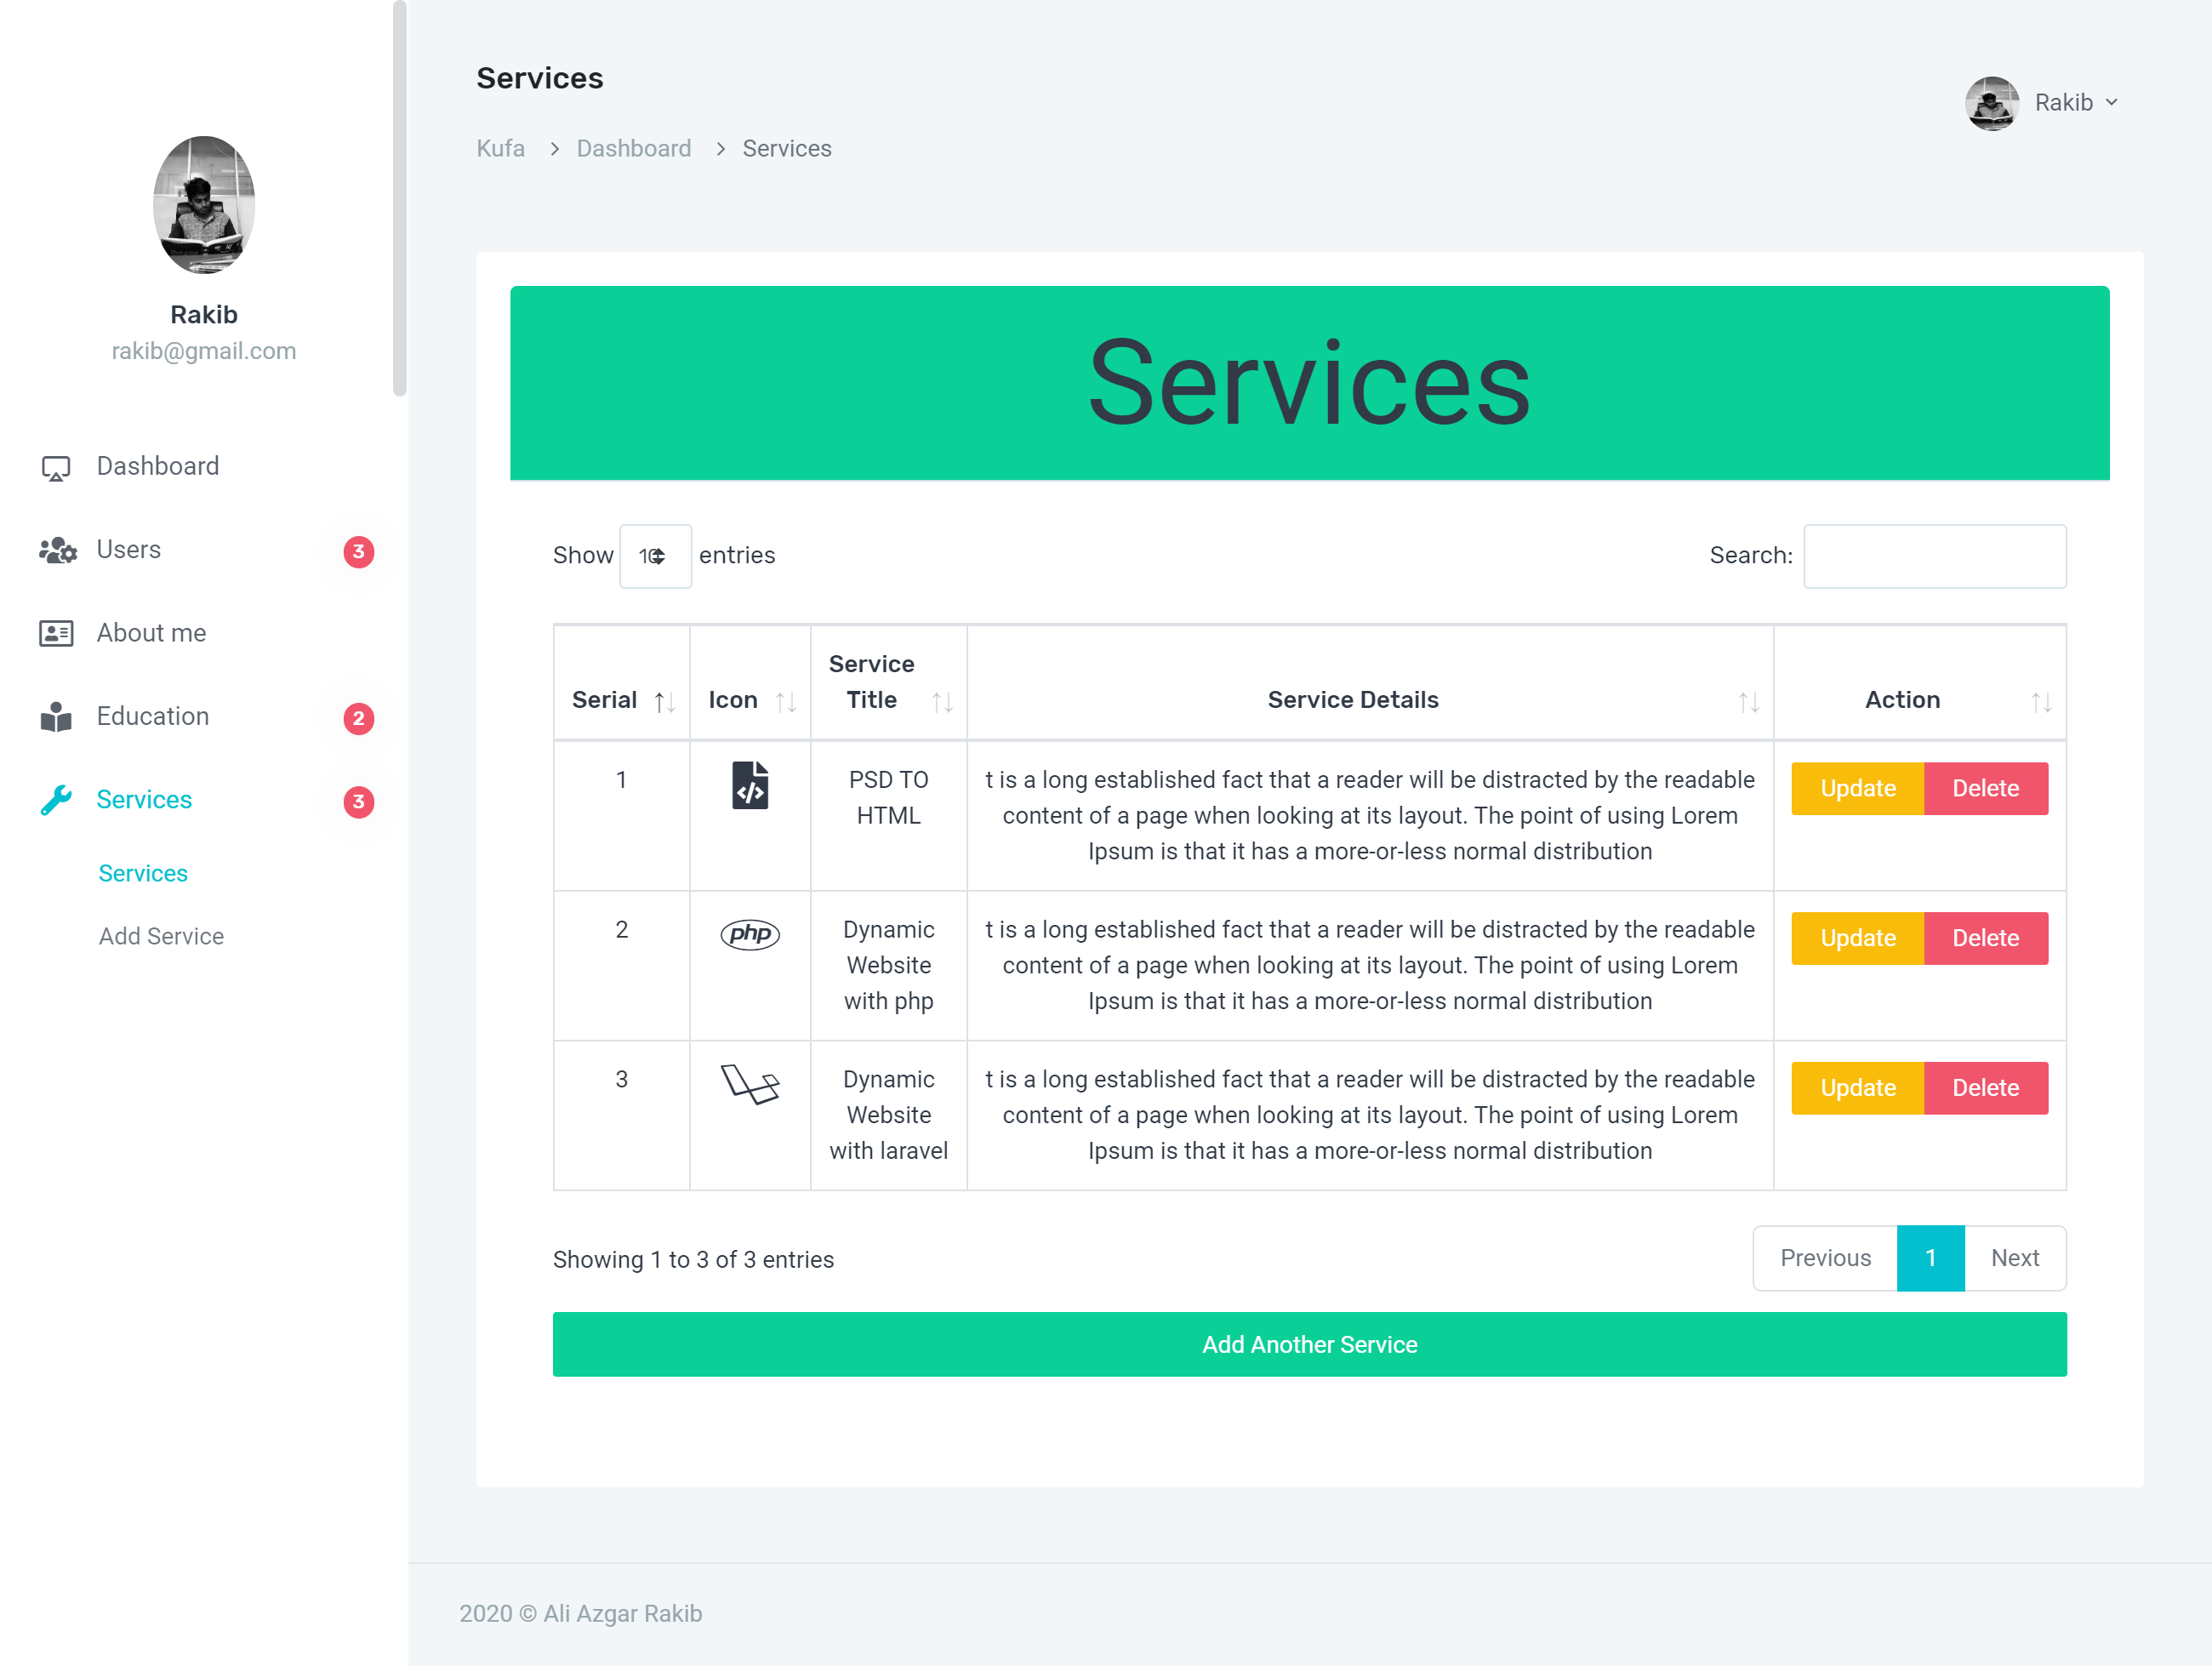 Rakib
rakib@gmail.com
Dashboard
Users 3
About me
Education 2
Services 3
Services
Add Service
Services
Kufa > Dashboard > Services
Rakib
Services
Show 10 entries
Search:
Serial Icon Service Title Service Details Action
1
PSD TO
HTML
t is a long established fact that a reader will be distracted by the readable
content of a page when looking at its layout. The point of using Lorem
Ipsum is that it has a more-or-less normal distribution
Update Delete
2
php
Dynamic
Website
with php
t is a long established fact that a reader will be distracted by the readable
content of a page when looking at its layout. The point of using Lorem
Ipsum is that it has a more-or-less normal distribution
Update Delete
3
Dynamic
Website
with laravel
t is a long established fact that a reader will be distracted by the readable
content of a page when looking at its layout. The point of using Lorem
Ipsum is that it has a more-or-less normal distribution
Update Delete
Showing 1 to 3 of 3 entries
Previous 1 Next
Add Another Service
2020 © Ali Azgar Rakib